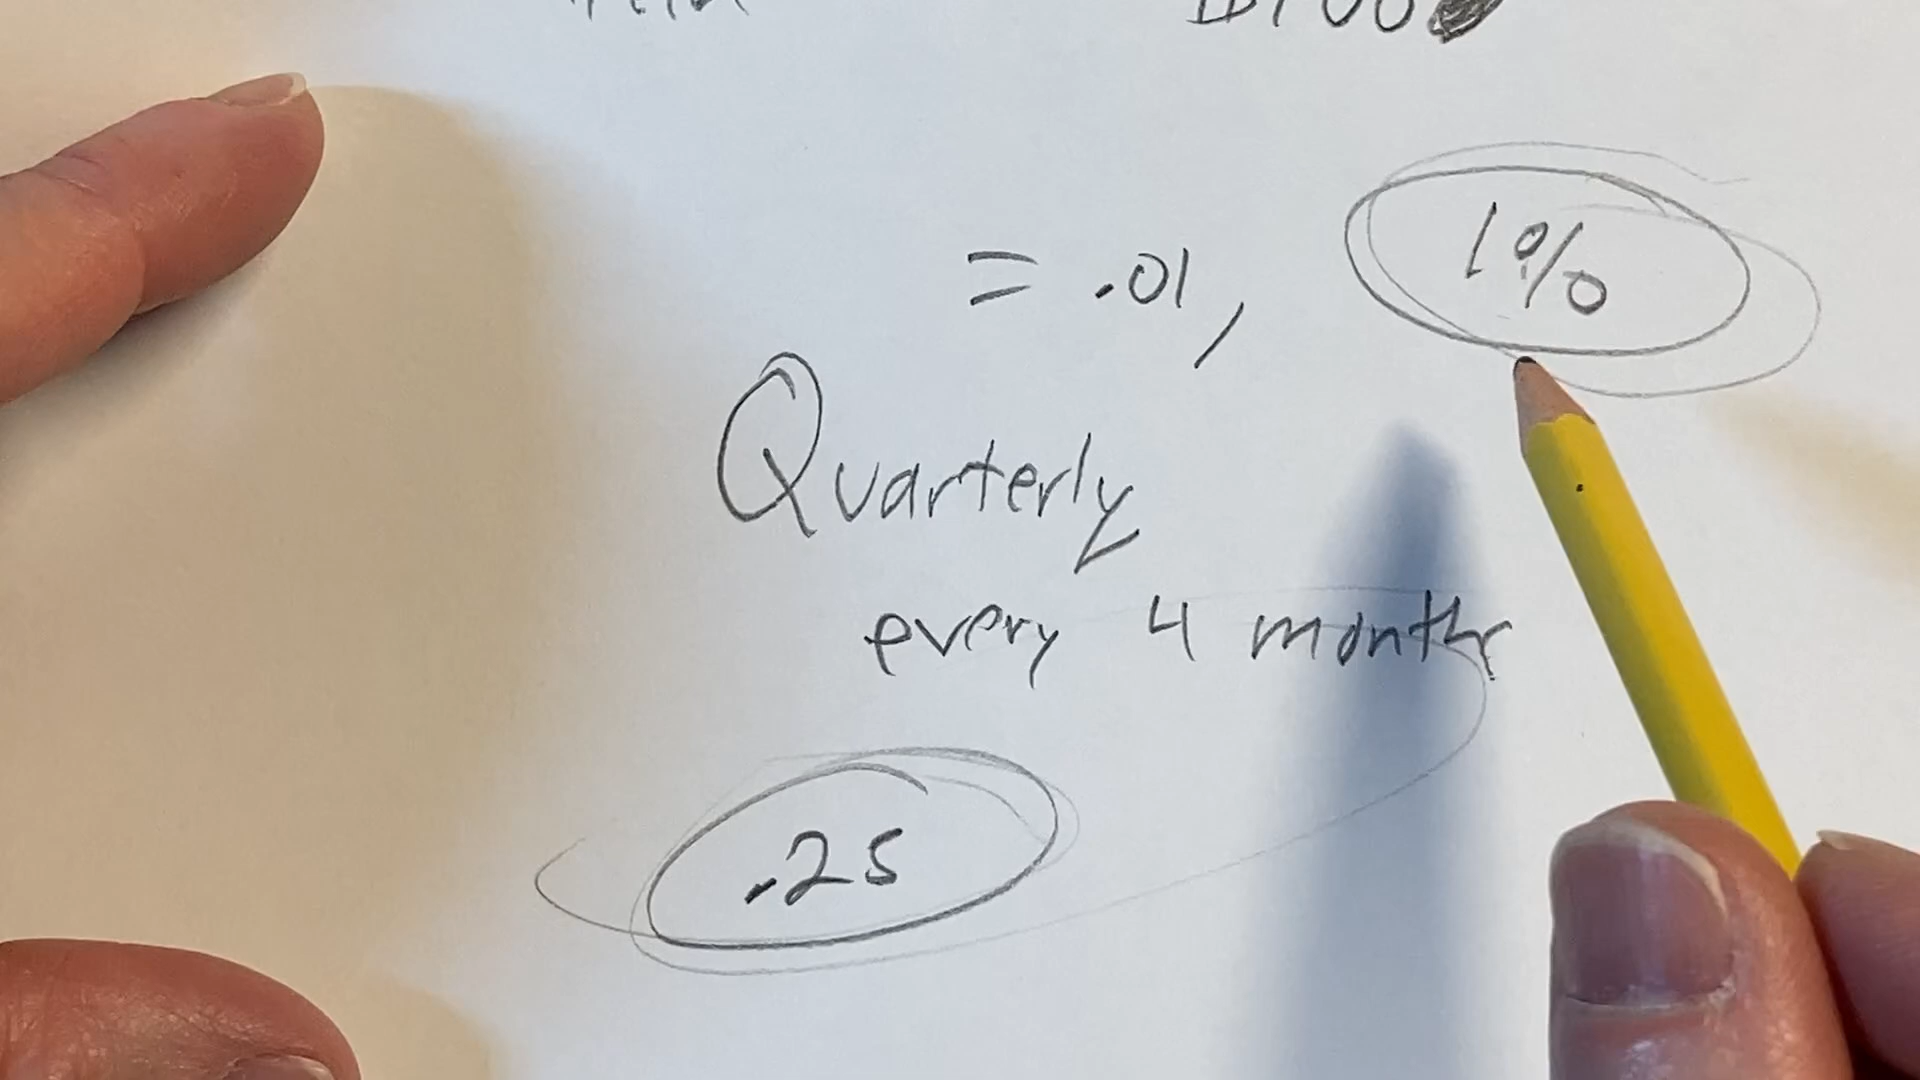 = .01, 1%
Quarterly
every 4 months
.25